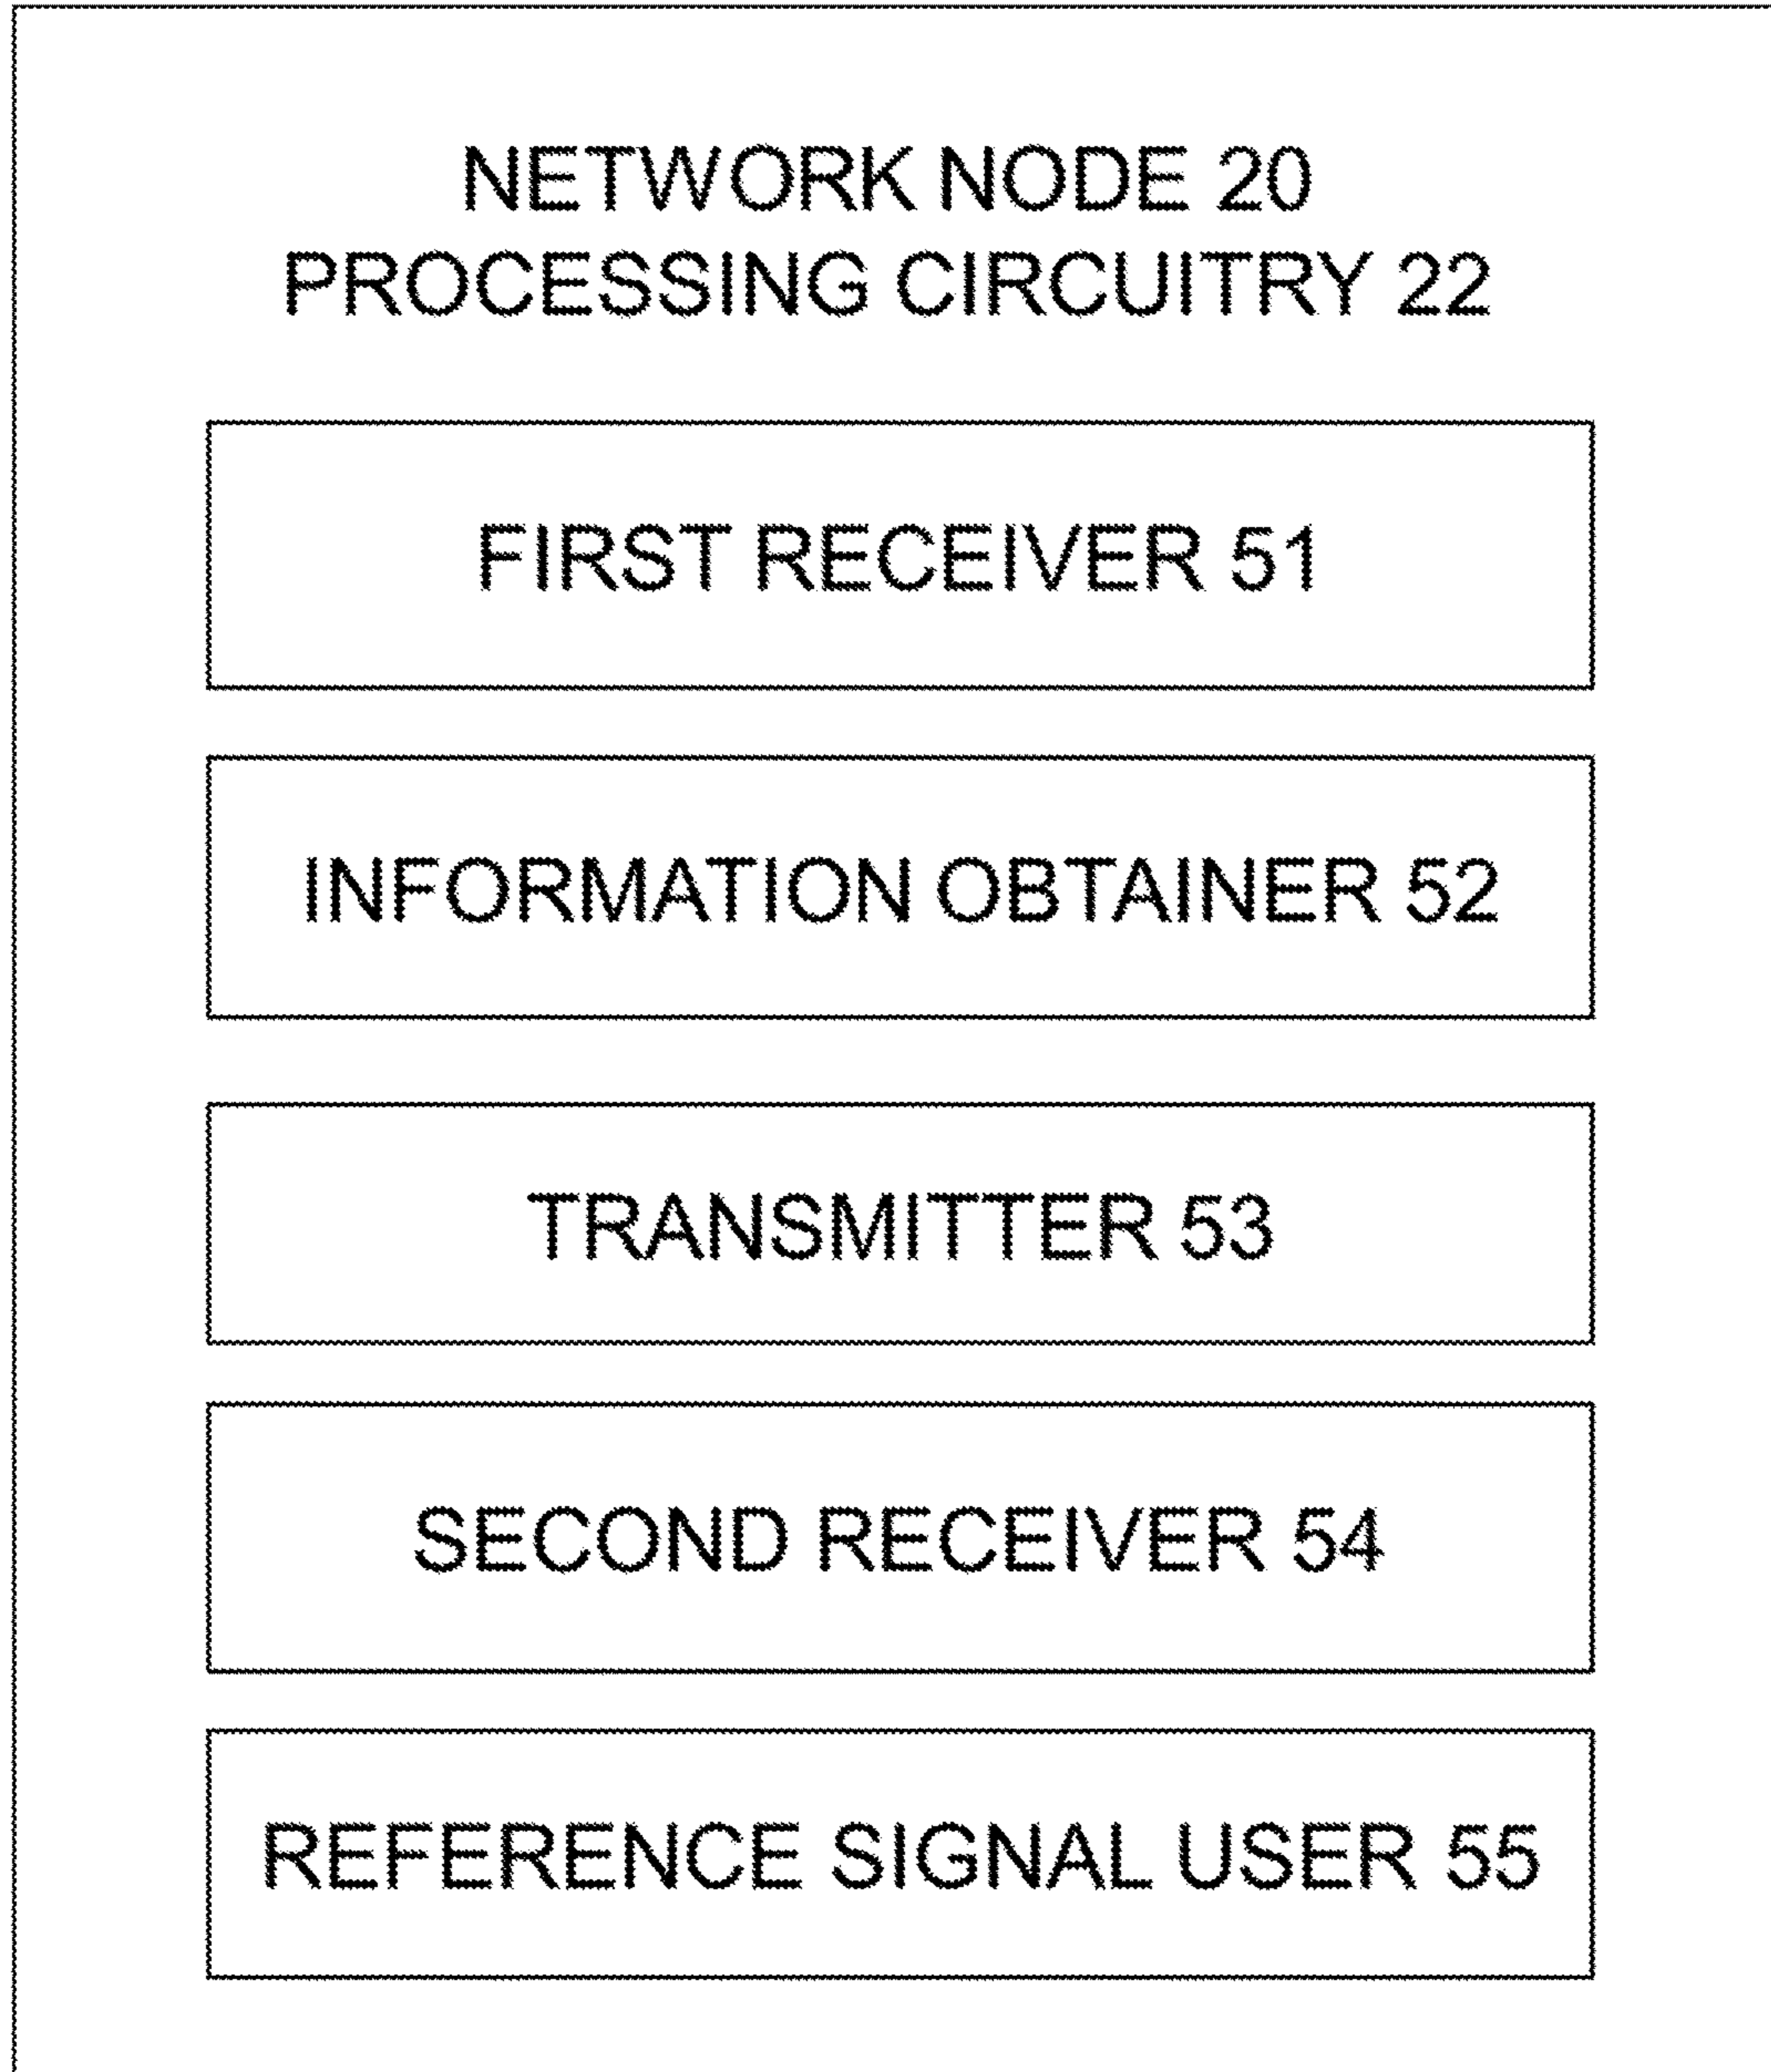 NETWORK NODE 20
PROCESSING CIRCUITRY 22
FIRST RECEIVER 51
INFORMATION OBTAINER 52
TRANSMITTER 53
SECOND RECEIVER 54
REFERENCE SIGNAL USER 55